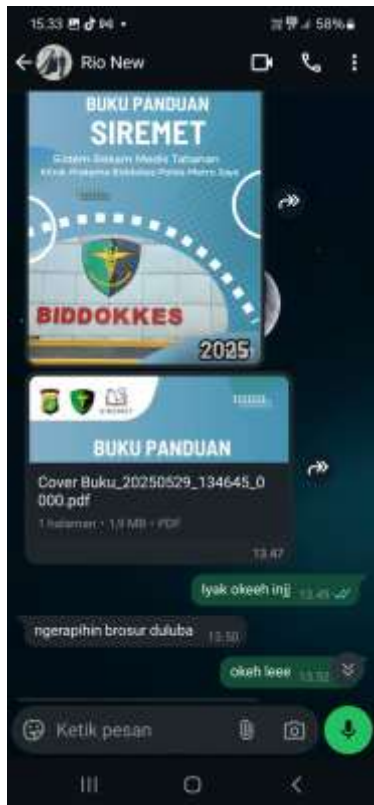 15.33
58%
Rio New
BUKU PANDUAN
SIREMET
Sistem Rekam Medis Tahanan
BIDDOKKES
2025
BUKU PANDUAN
Cover Buku_20250529_134645_0
000.pdf
1 halaman • 1,9 MB • PDF
13.47
Iyak okeeh injj 13.49
ngerapihin brosur duluba 13.50
okeh leee 13.52
Ketik pesan